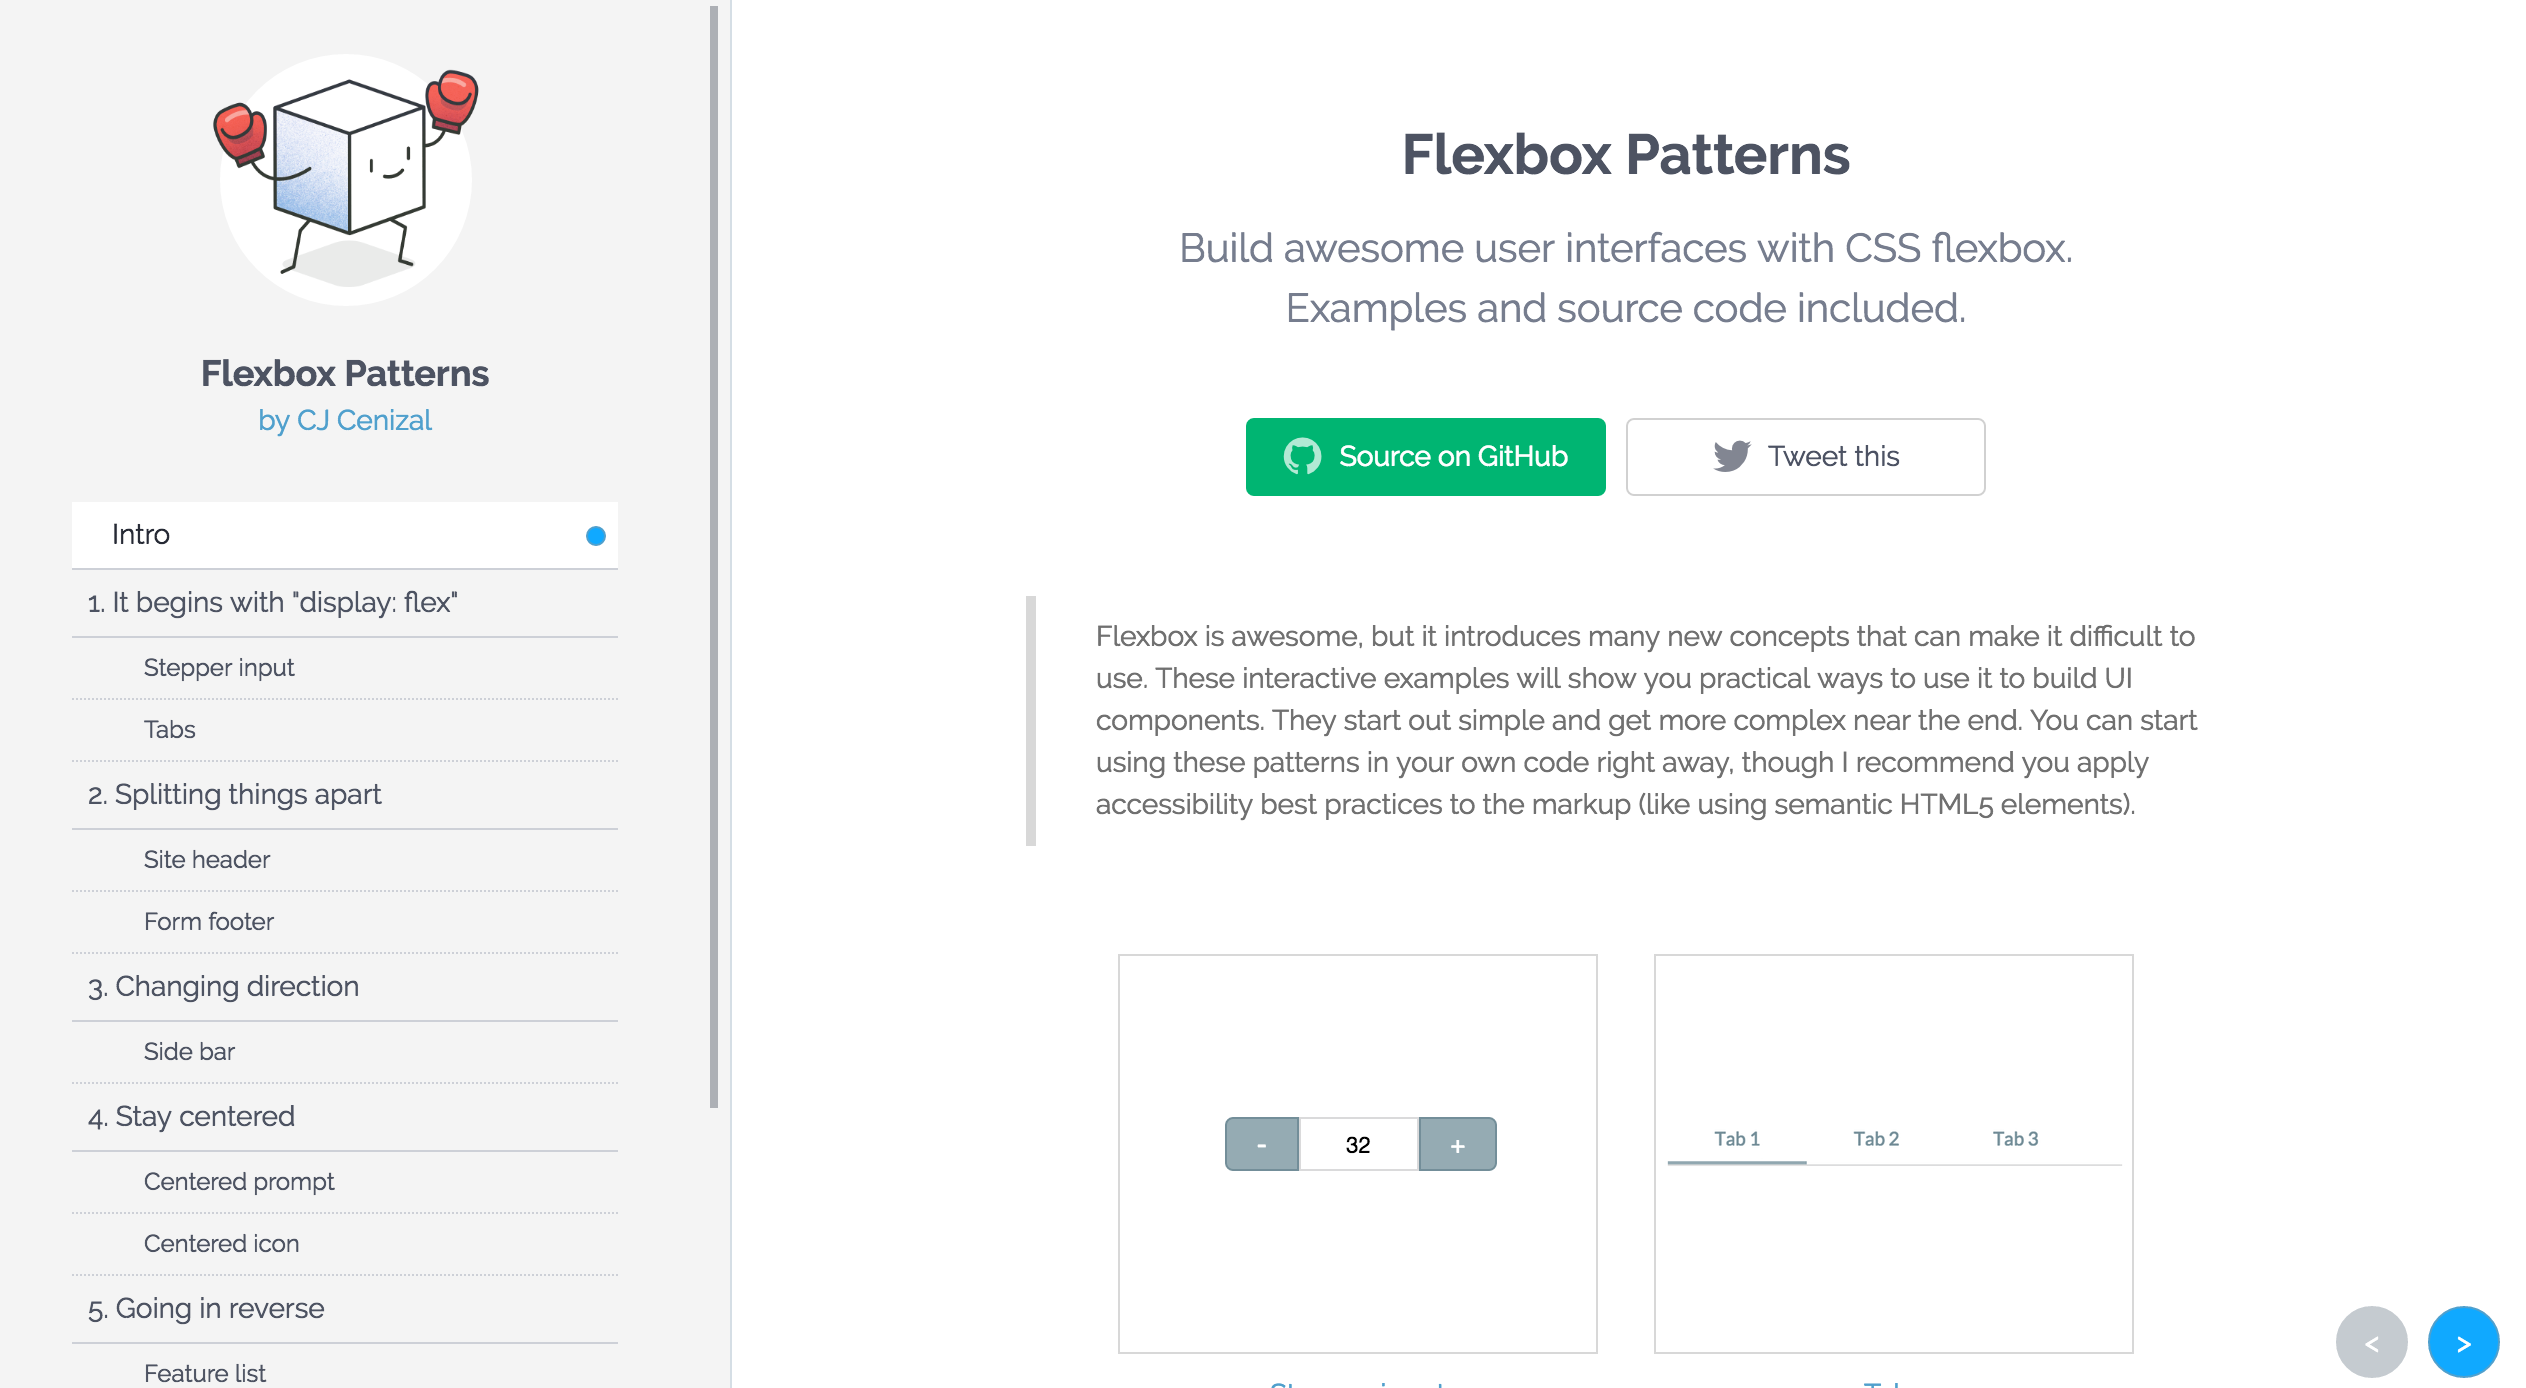 Flexbox Patterns
by CJ Cenizal
Intro
1. It begins with "display: flex"
Stepper input
Tabs
2. Splitting things apart
Site header
Form footer
3. Changing direction
Side bar
4. Stay centered
Centered prompt
Centered icon
5. Going in reverse
Feature list
Flexbox Patterns
Build awesome user interfaces with CSS flexbox.
Examples and source code included.
Source on GitHub
Tweet this
Flexbox is awesome, but it introduces many new concepts that can make it difficult to
use. These interactive examples will show you practical ways to use it to build UI
components. They start out simple and get more complex near the end. You can start
using these patterns in your own code right away, though I recommend you apply
accessibility best practices to the markup (like using semantic HTML5 elements).
- 32 +
Tab 1 Tab 2 Tab 3
< >